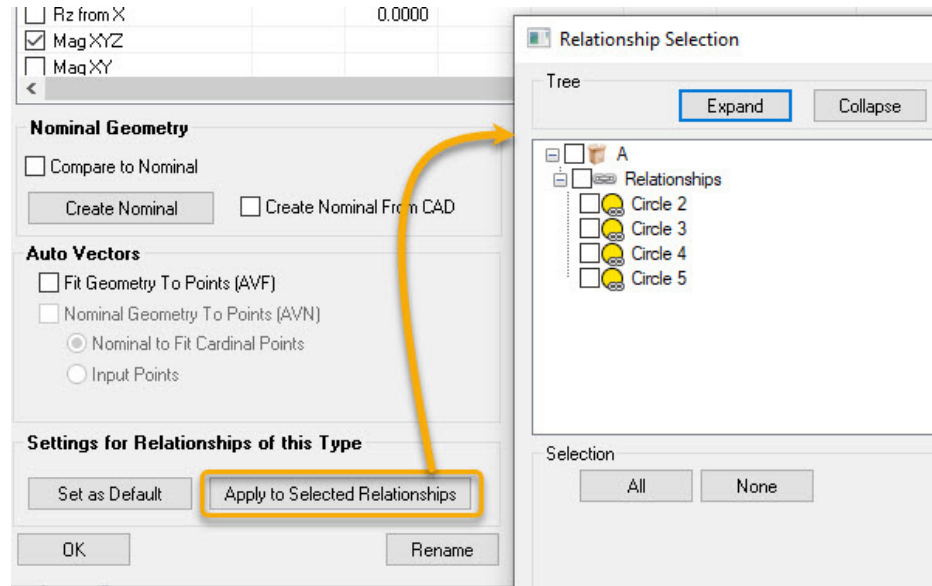 Rz from X 0.0000
Mag XYZ
Mag XY
Nominal Geometry
Compare to Nominal
Create Nominal Create Nominal From CAD
Auto Vectors
Fit Geometry To Points (AVF)
Nominal Geometry To Points (AVN)
Nominal to Fit Cardinal Points
Input Points
Settings for Relationships of this Type
Set as Default Apply to Selected Relationships
OK Rename
Relationship Selection
Tree
Expand Collapse
A
Relationships
Circle 2
Circle 3
Circle 4
Circle 5
Selection
All None